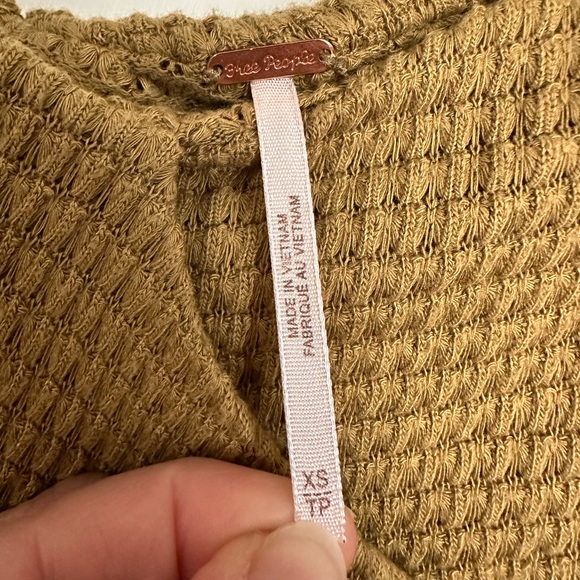 Free People
MADE IN VIETNAM
FABRIQUÉ AU VIETNAM
XS
TP